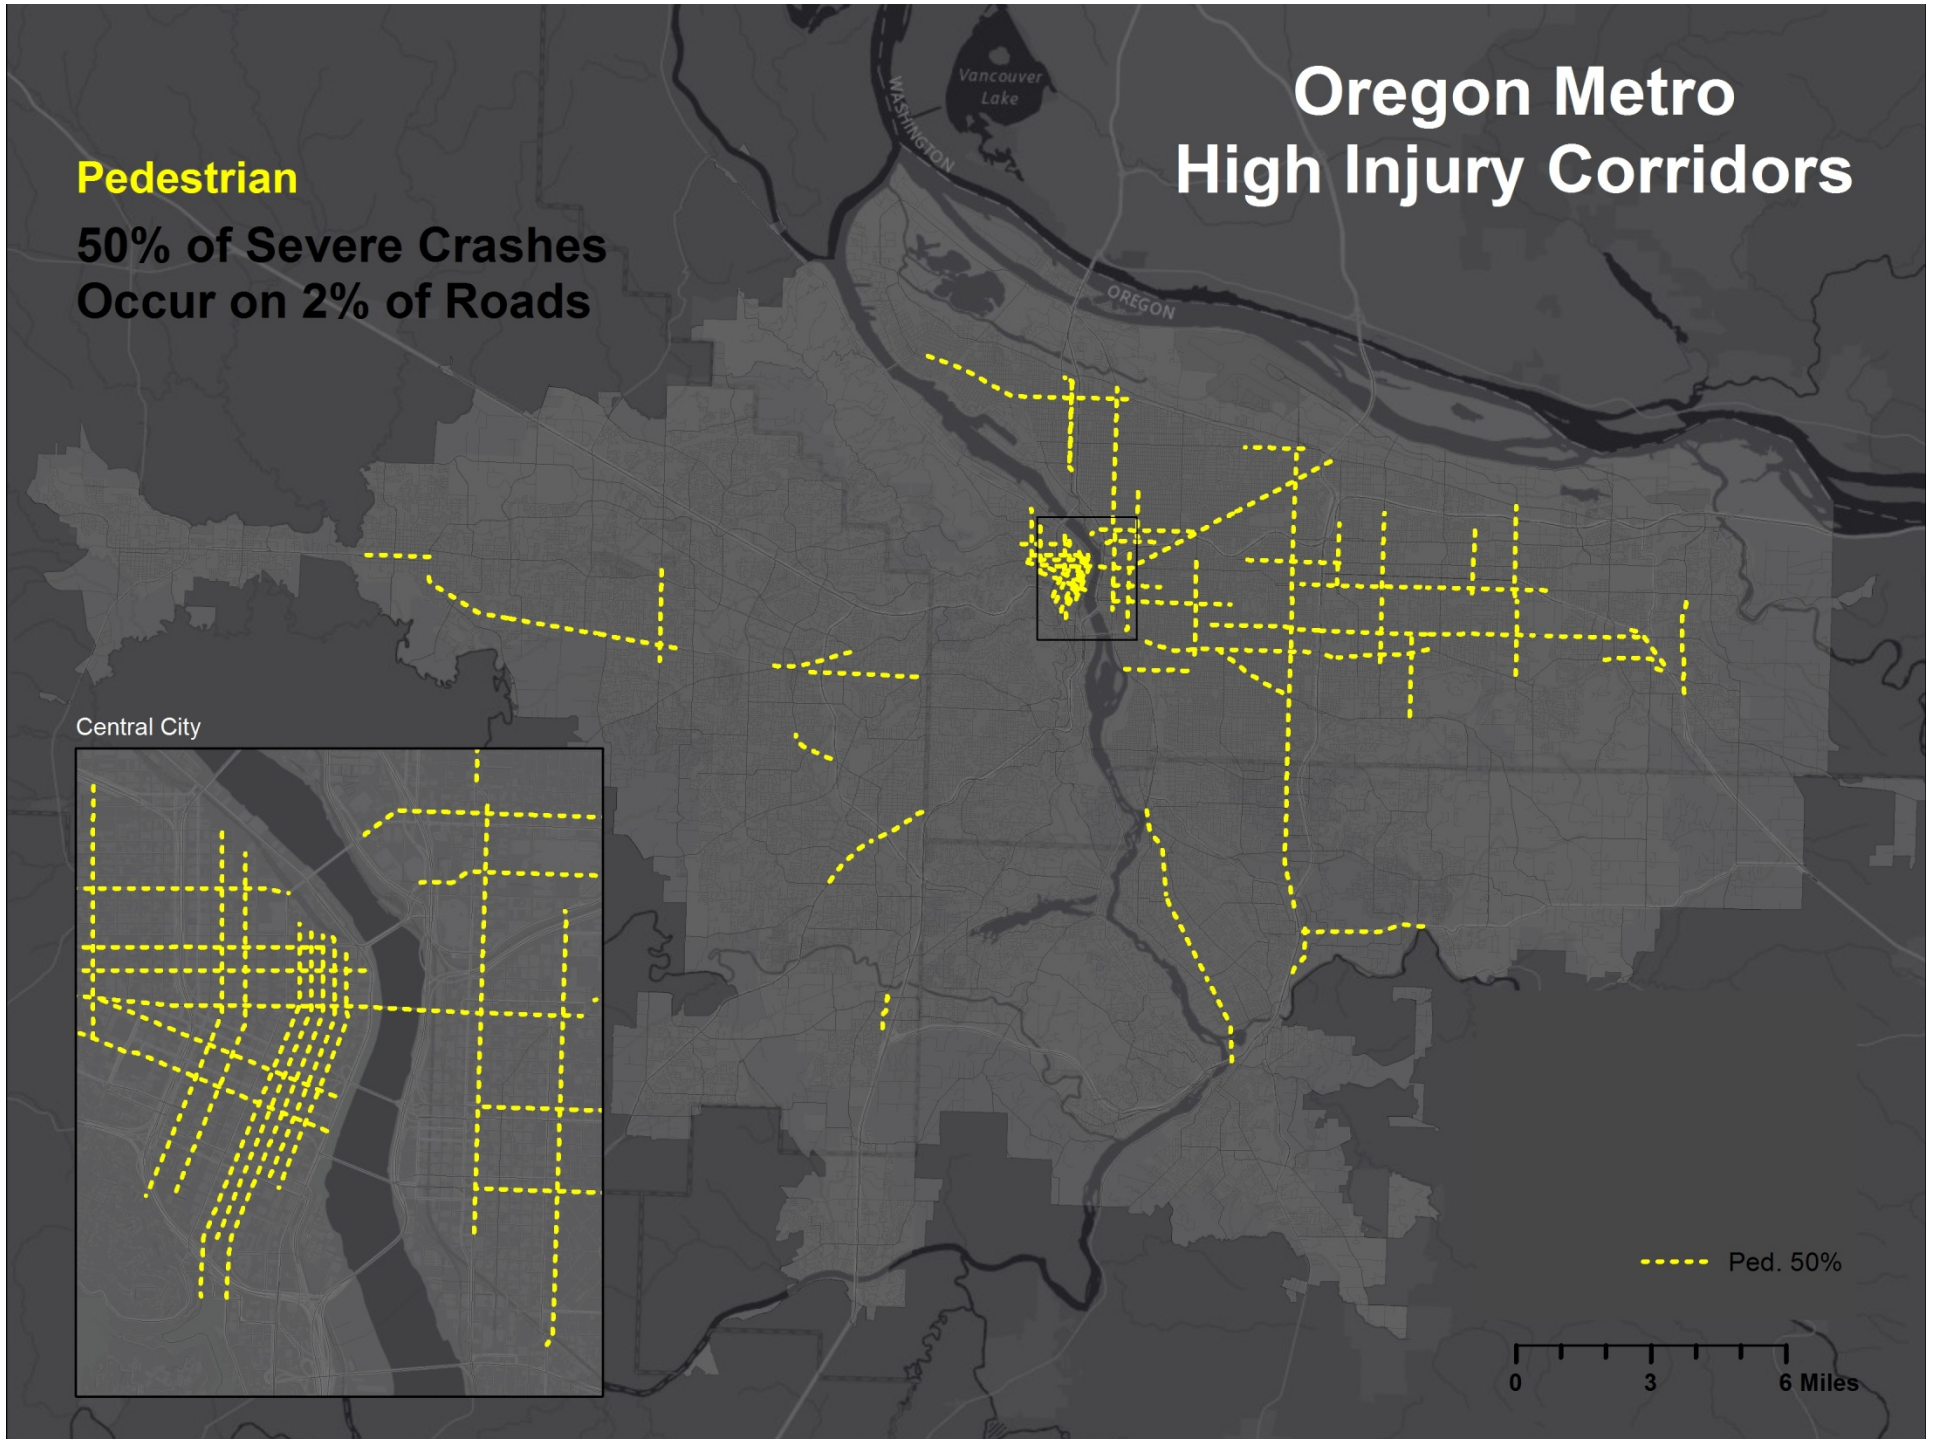 Oregon Metro
High Injury Corridors
Pedestrian
50% of Severe Crashes
Occur on 2% of Roads
Vancouver
Lake
WASHINGTON
OREGON
Central City
Ped. 50%
0 3 6 Miles